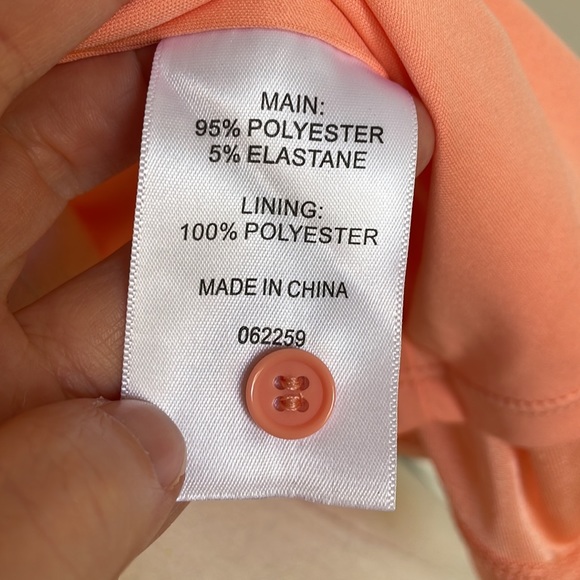 MAIN:
95% POLYESTER
5% ELASTANE
LINING:
100% POLYESTER
MADE IN CHINA
062259